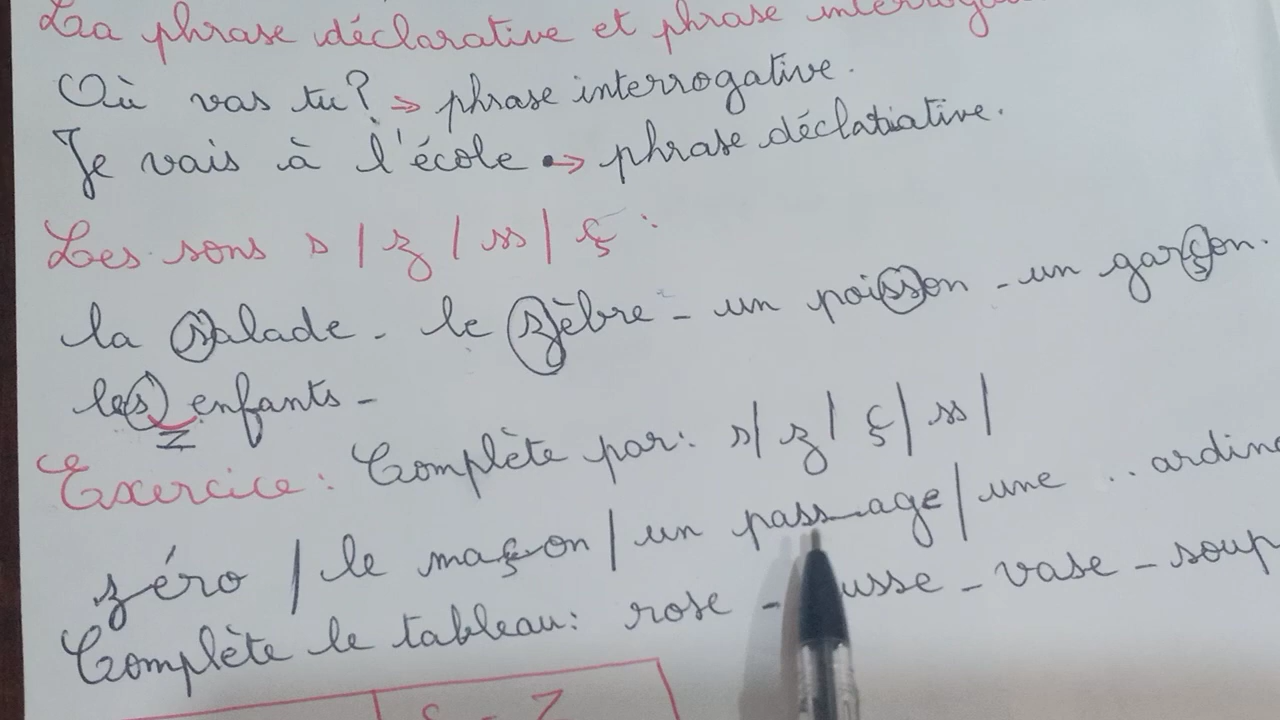 La phrase déclarative et phrase interroga
Où vas tu? → phrase interrogative.
Je vais à l'école → phrase déclatiative.
Les sons s / z / ss / ç :
la salade - le zèbre - un poisson - un garçon.
les enfants -
Z
Exercice : Complète par: s/ z/ ç/ ss/
zéro / le maçon / un passage / une .. ardine
Complète le tableau: rose - usse - vase - soup
S - Z